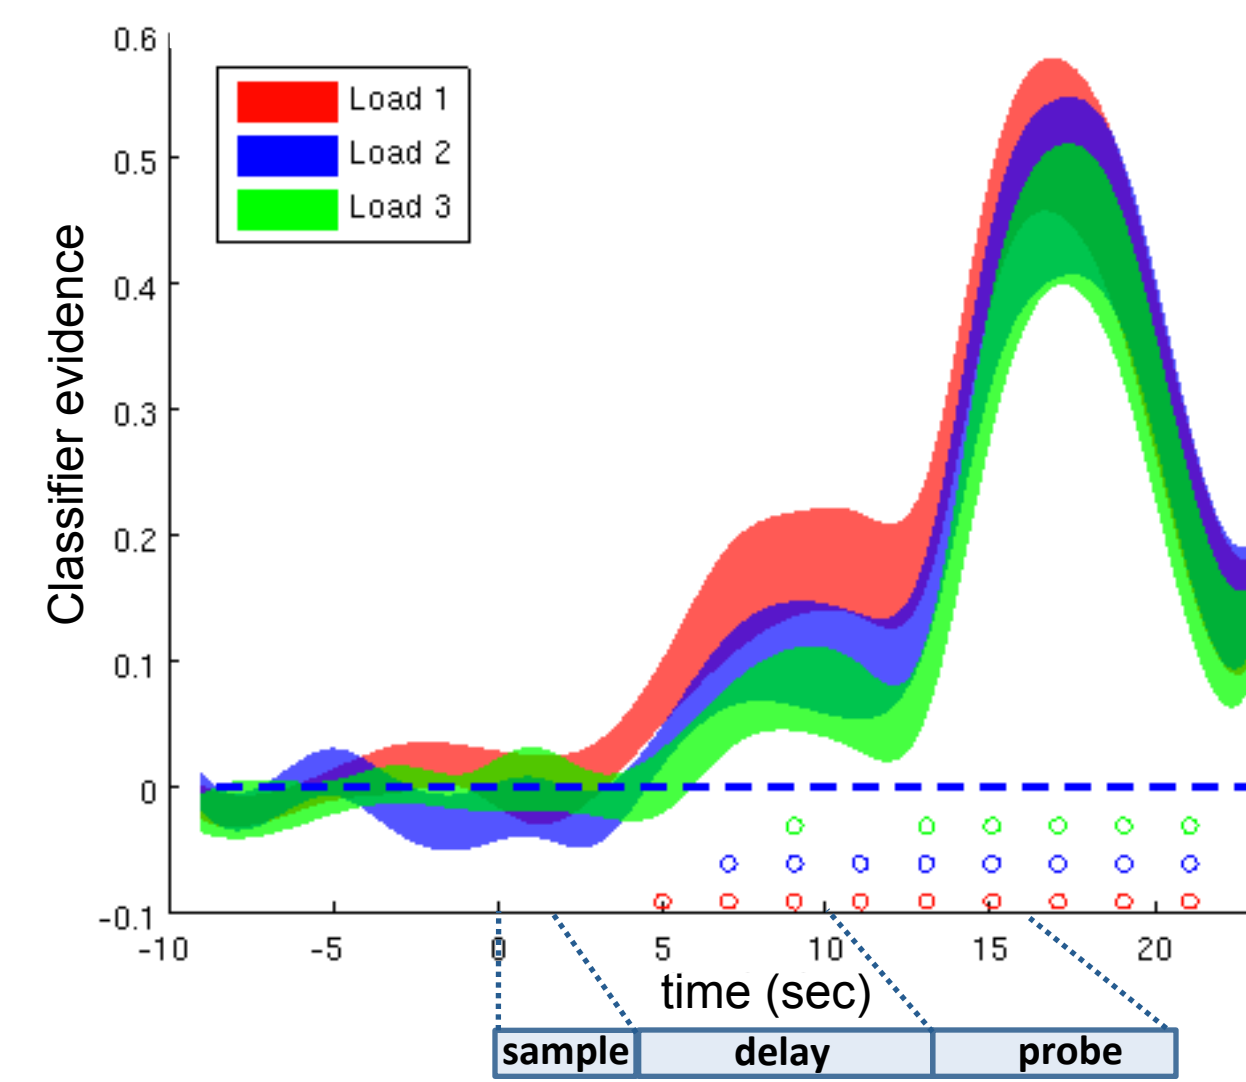 0.6
Load 1
Load 2
Load 3
0.5
0.4
0.3
0.2
0.1
0
-0.1
Classifier evidence
-10 -5 0 5 10 15 20
time (sec)
sample delay probe